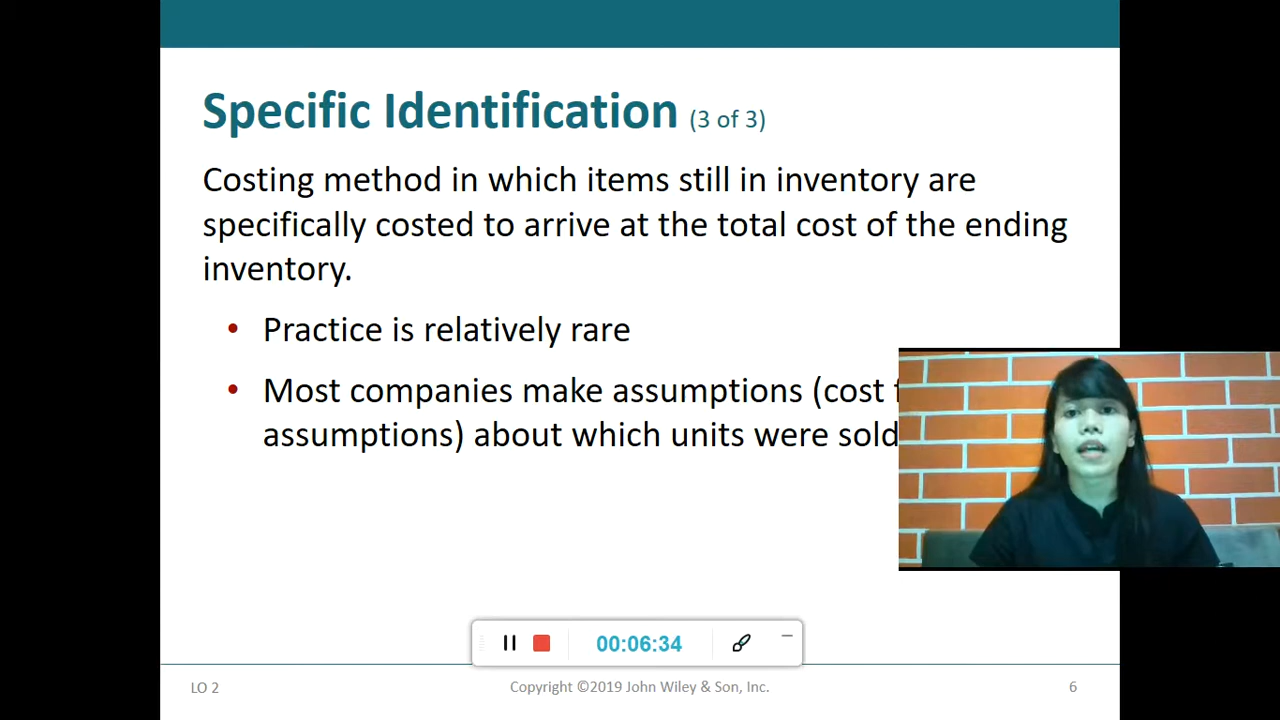 Specific Identification (3 of 3)
Costing method in which items still in inventory are
specifically costed to arrive at the total cost of the ending
inventory.
• Practice is relatively rare
• Most companies make assumptions (cost
assumptions) about which units were sold
00:06:34
LO 2
Copyright ©2019 John Wiley & Son, Inc.
6